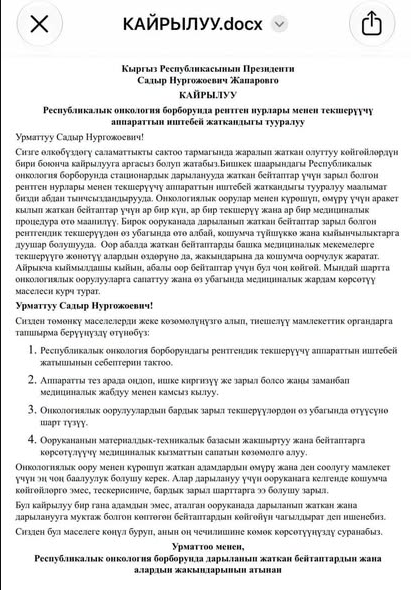 КАЙРЫЛУУ.docx
Кыргыз Республикасынын Президенти
Садыр Нургожоевич Жапаровго
КАЙРЫЛУУ
Республикалык онкология борборунда рентген нурлары менен текшерүүчү
аппараттын иштебей жаткандыгы тууралуу
Урматтуу Садыр Нургожоевич!
Сизге өлкөбүздөгү саламаттыкты сактоо тармагында жаралып жаткан олуттуу көйгөйлөрдүн
бири боюнча кайрылууга аргасыз болуп жатабыз.Бишкек шаарындагы Республикалык
онкология борборунда стационардык дарыланууда жаткан бейтаптар үчүн зарыл болгон
рентген нурлары менен текшерүүчү аппараттын иштебей жаткандыгы тууралуу маалымат
бизди абдан тынчсыздандырууда. Онкологиялык оорулар менен күрөшүп, өмүрү үчүн аракет
кылып жаткан бейтаптар үчүн ар бир күн, ар бир текшерүү жана ар бир медициналык
процедура өтө маанилүү. Бирок ооруканада дарыланып жаткан бейтаптар зарыл болгон
рентгендик текшерүүдөн өз убагында өтө албай, кошумча түйшүккө жана кыйынчылыктарга
дуушар болушууда. Оор абалда жаткан бейтаптарды башка медициналык мекемелерге
текшерүүгө жөнөтүү алардын өздөрүнө да, жакындарына да кошумча оорчулук жаратат.
Айрыкча кыймылдашы кыйын, абалы оор бейтаптар үчүн бул чоң көйгөй. Мындай шартта
онкологиялык оорулууларга сапаттуу жана өз убагында медициналык жардам көрсөтүү
маселеси курч турат.
Урматтуу Садыр Нургожоевич!
Сизден төмөнкү маселелерди жеке көзөмөлүңүзгө алып, тиешелүү мамлекеттик органдарга
тапшырма берүүңүздү өтүнөбүз:
1. Республикалык онкология борборундагы рентгендик текшерүүчү аппараттын иштебей
жатышынын себептерин тактоо.
2. Аппаратты тез арада оңдоп, ишке киргизүү же зарыл болсо жаңы заманбап
медициналык жабдуу менен камсыз кылуу.
3. Онкологиялык оорулуулардын бардык зарыл текшерүүлөрдөн өз убагында өтүүсүнө
шарт түзүү.
4. Оорукананын материалдык-техникалык базасын жакшыртуу жана бейтаптарга
көрсөтүлүүчү медициналык кызматтын сапатын көзөмөлгө алуу.
Онкологиялык оору менен күрөшүп жаткан адамдардын өмүрү жана ден соолугу мамлекет
үчүн эң чоң баалуулук болушу керек. Алар дарылануу үчүн ооруканага келгенде кошумча
көйгөйлөргө эмес, тескерисинче, бардык зарыл шарттарга ээ болушу зарыл.
Бул кайрылуу бир гана адамдын эмес, аталган ооруканада дарыланып жаткан жана
дарыланууга муктаж болгон көптөгөн бейтаптардын көйгөйүн чагылдырат деп ишенебиз.
Сизден бул маселеге көңүл буруп, анын оң чечилишине көмөк көрсөтүүңүздү суранабыз.
Урматтоо менен,
Республикалык онкология борборунда дарыланып жаткан бейтаптардын жана
алардын жакындарынын атынан